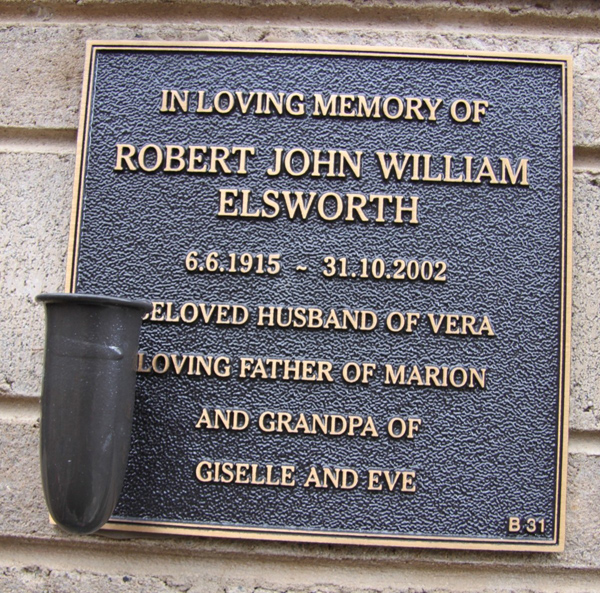 IN LOVING MEMORY OF
ROBERT JOHN WILLIAM
ELSWORTH
6.6.1915 ~ 31.10.2002
BELOVED HUSBAND OF VERA
LOVING FATHER OF MARION
AND GRANDPA OF
GISELLE AND EVE
B 31